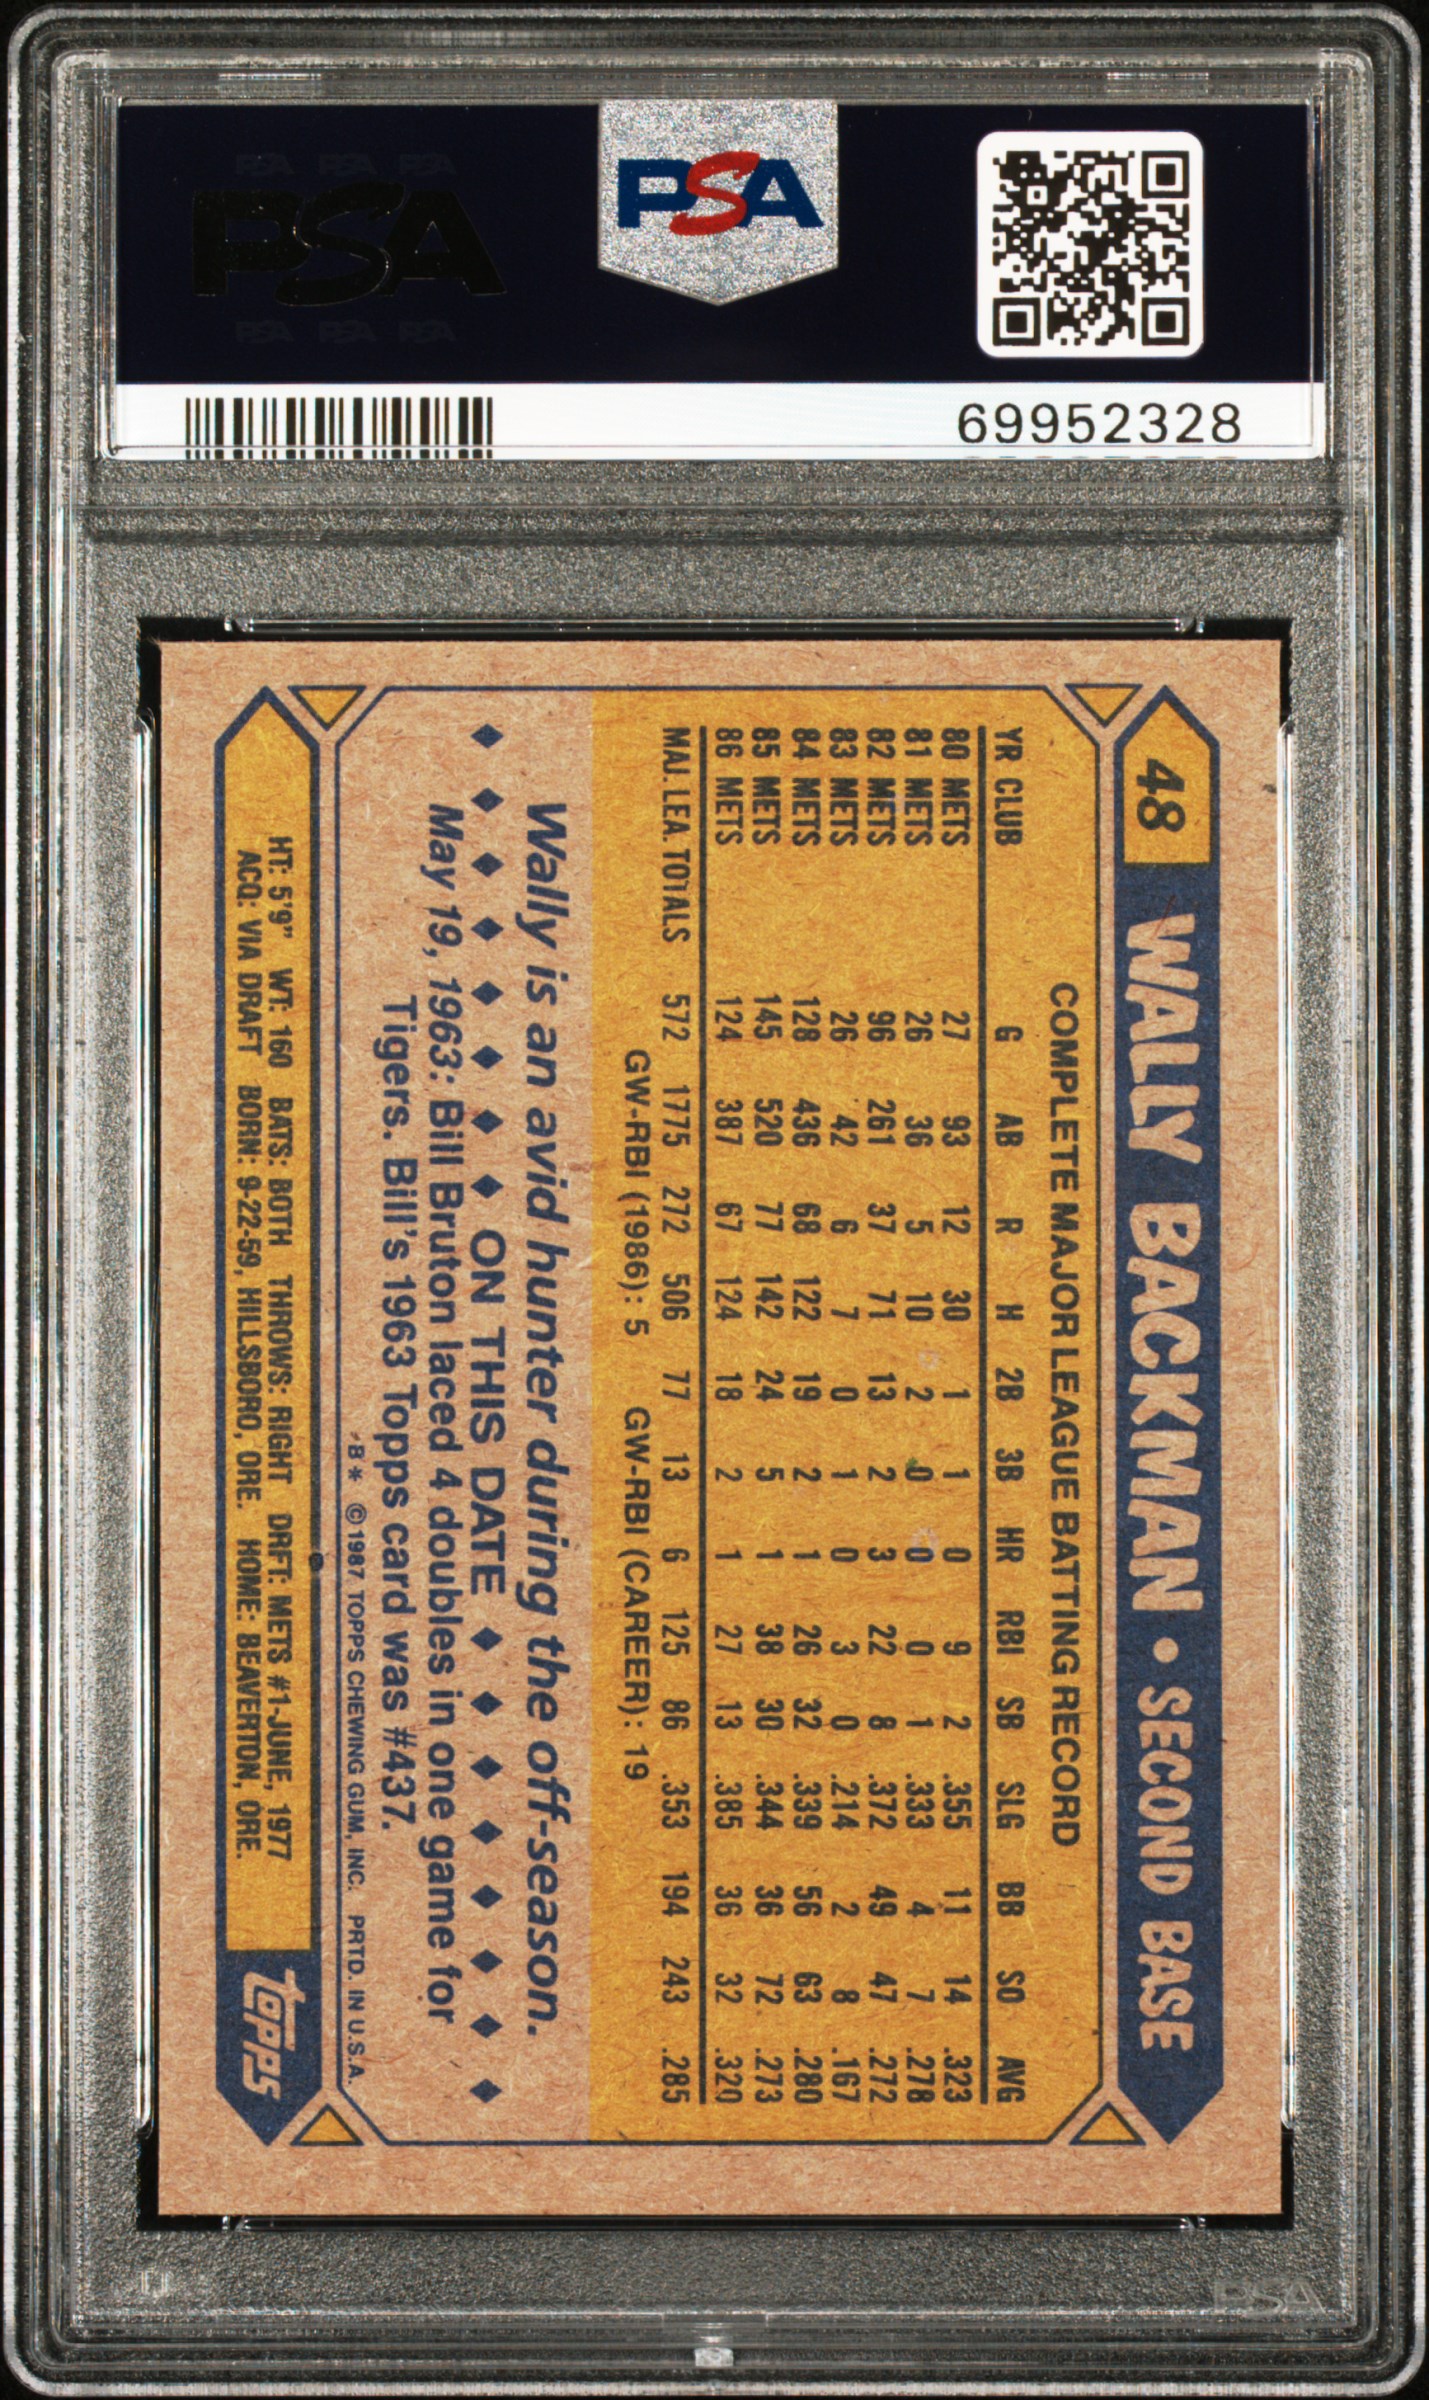 PSA PSA PSA
PSA
PSA PSA PSA
PSA
69952328
48 WALLY BACKMAN • SECOND BASE
COMPLETE MAJOR LEAGUE BATTING RECORD
YR CLUB G AB R H 2B 3B HR RBI SB SLG BB SO AVG
80 METS 27 93 12 30 1 1 0 9 2 .355 11 14 .323
81 METS 26 36 5 10 2 0 0 0 1 .333 4 7 .278
82 METS 96 261 37 71 13 2 3 22 8 .372 49 47 .272
83 METS 26 42 6 7 0 1 0 3 0 .214 2 8 .167
84 METS 128 436 68 122 19 2 1 26 32 .339 56 63 .280
85 METS 145 520 77 142 24 5 1 38 30 .344 36 72 .273
86 METS 124 387 67 124 18 2 1 27 13 .385 36 32 .320
MAJ. LEA. TOTALS 572 1775 272 506 77 13 6 125 86 .353 194 243 .285
GW-RBI (1986): 5 GW-RBI (CAREER): 19
Wally is an avid hunter during the off-season.
◆ ◆ ◆ ◆ ◆ ◆ ◆ ◆ ON THIS DATE ◆ ◆ ◆ ◆ ◆ ◆ ◆ ◆
May 19, 1963: Bill Bruton laced 4 doubles in one game for
Tigers. Bill's 1963 Topps card was #437.
B* © 1987 TOPPS CHEWING GUM, INC. PRTD. IN U.S.A.
HT: 5'9" WT: 160 BATS: BOTH THROWS: RIGHT DRFT: METS #1-JUNE, 1977
ACQ: VIA DRAFT BORN: 9-22-59, HILLSBORO, ORE. HOME: BEAVERTON, ORE.
topps
PSA